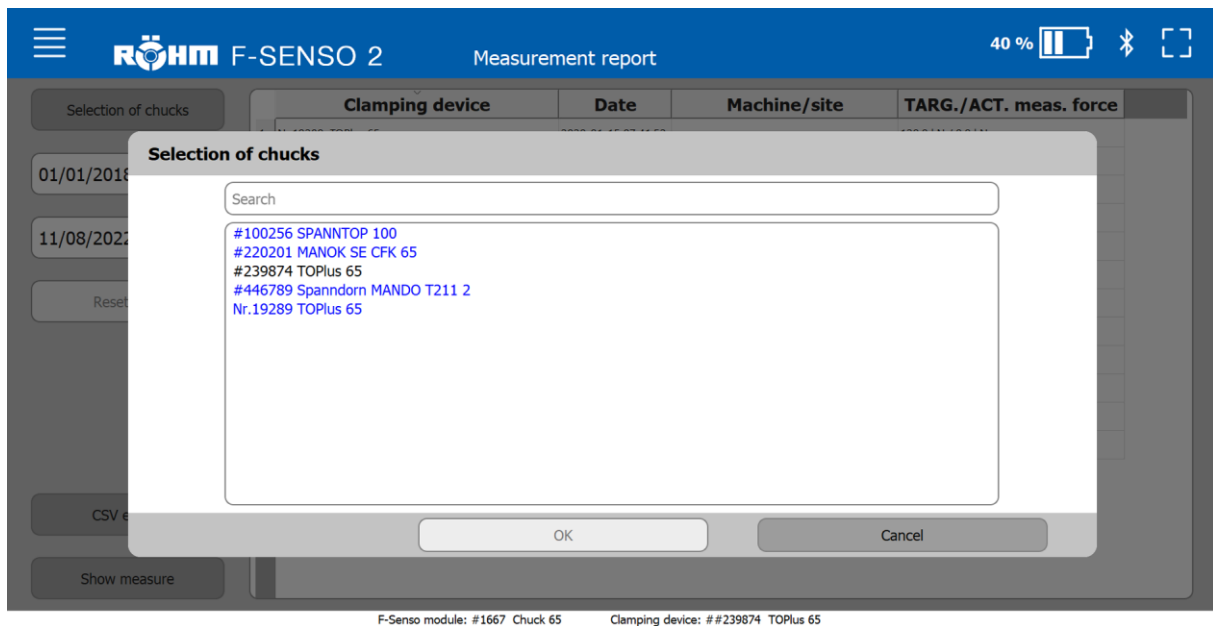 RÖHM F-SENSO 2 Measurement report 40 %
Selection of chucks Clamping device Date Machine/site TARG./ACT. meas. force
Selection of chucks
01/01/2018
Search
11/08/2022
#100256 SPANNTOP 100
#220201 MANOK SE CFK 65
#239874 TOPlus 65
#446789 Spanndorn MANDO T211 2
Nr.19289 TOPlus 65
Reset
CSV e
OK Cancel
Show measure
F-Senso module: #1667 Chuck 65 Clamping device: ##239874 TOPlus 65